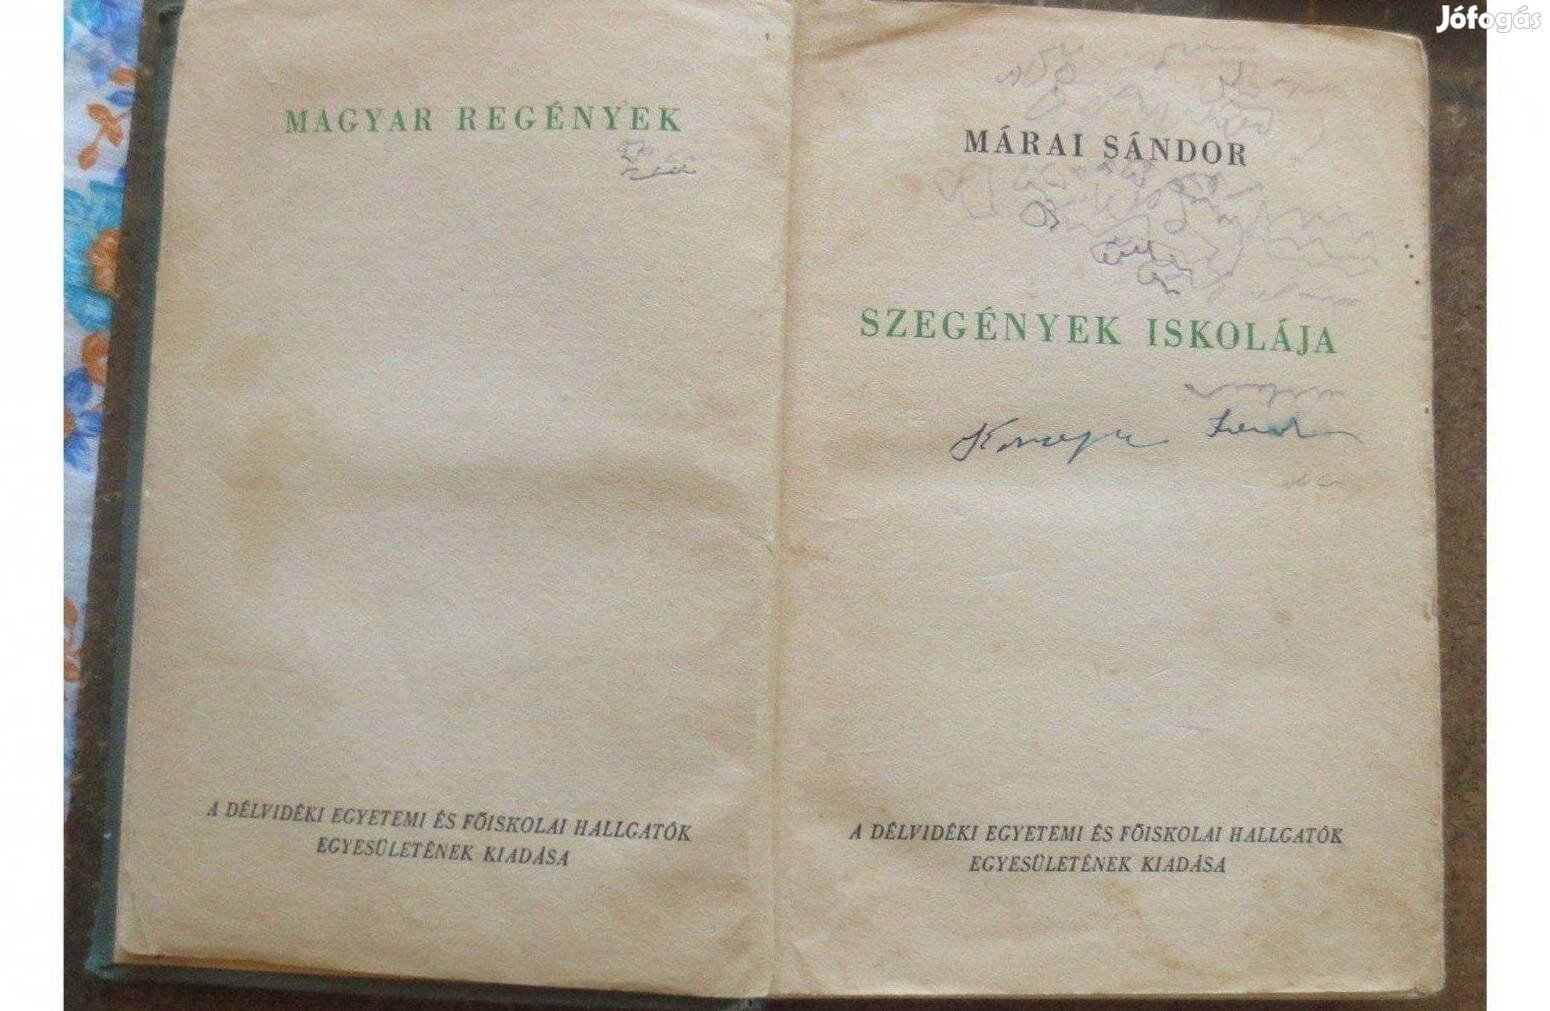 Jófogás
MAGYAR REGÉNYEK
A DÉLVIDÉKI EGYETEMI ÉS FŐISKOLAI HALLGATÓK
EGYESÜLETÉNEK KIADÁSA
MÁRAI SÁNDOR
SZEGÉNYEK ISKOLÁJA
A DÉLVIDÉKI EGYETEMI ÉS FŐISKOLAI HALLGATÓK
EGYESÜLETÉNEK KIADÁSA